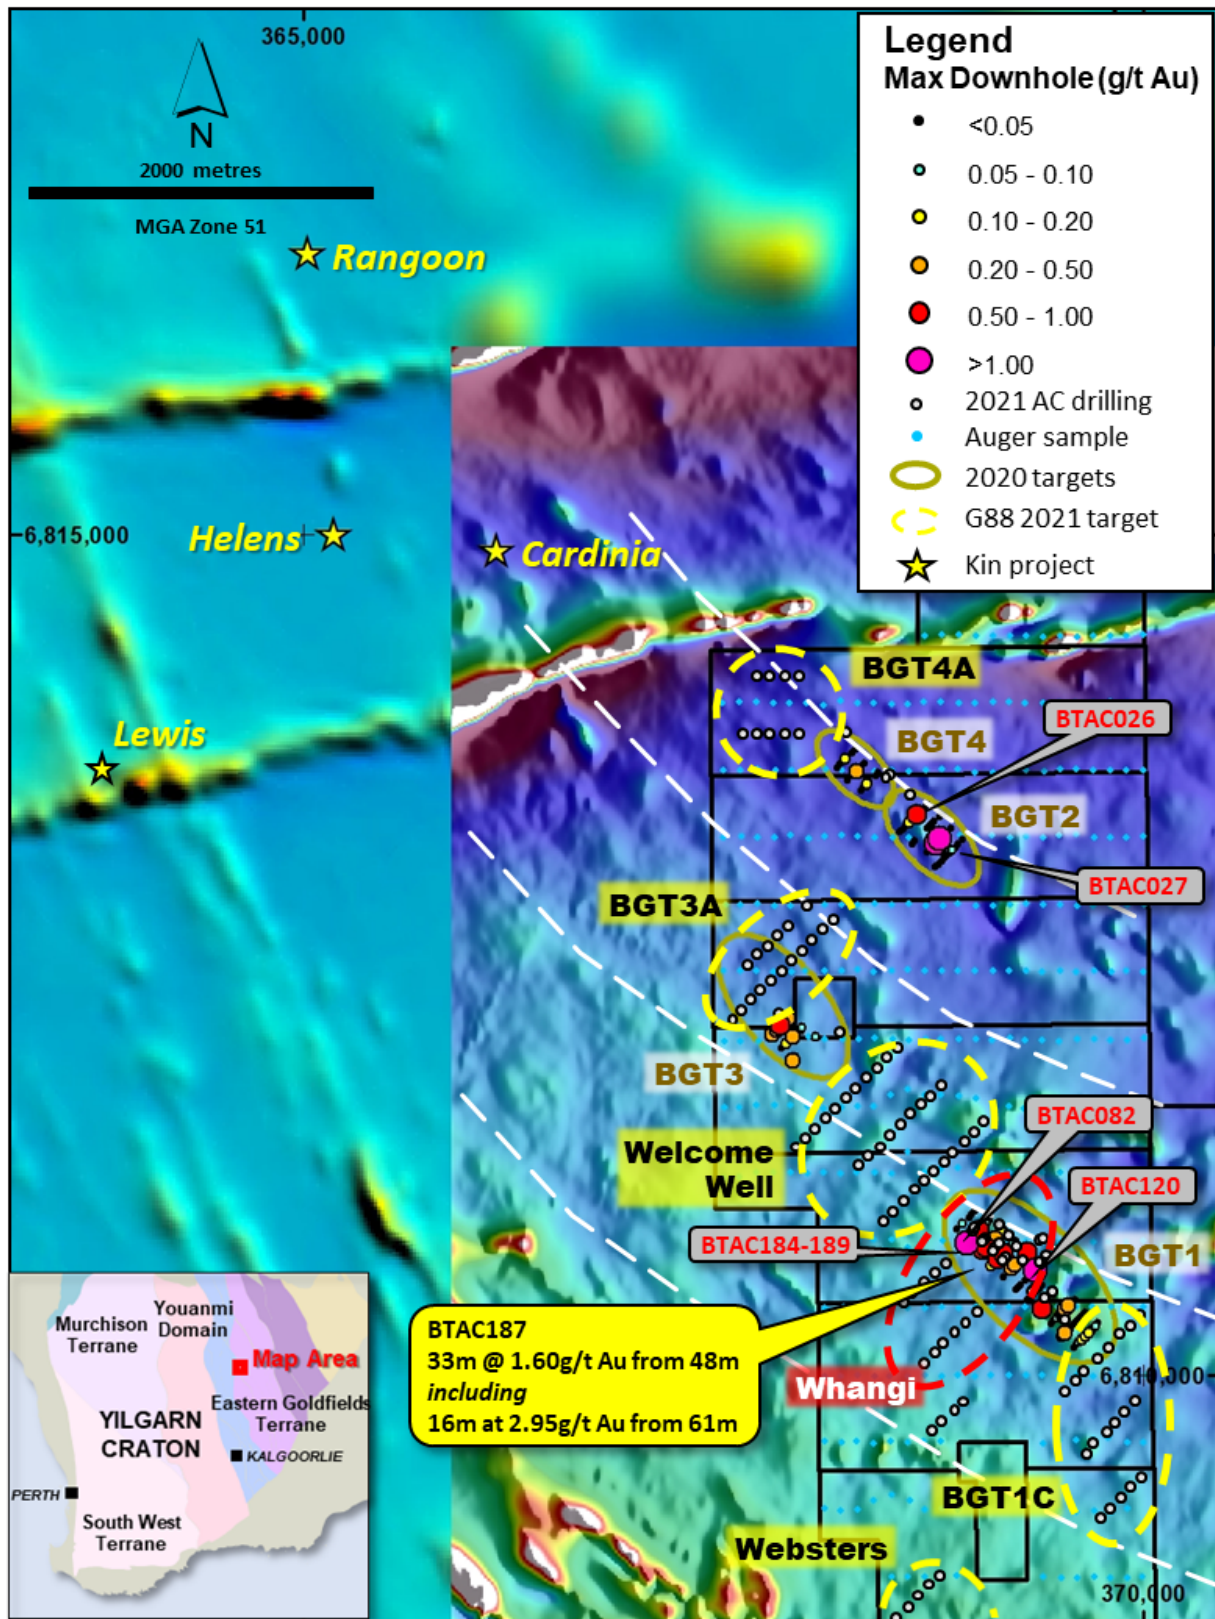 365,000
N
2000 metres
MGA Zone 51
Legend
Max Downhole (g/t Au)
<0.05
0.05 - 0.10
0.10 - 0.20
0.20 - 0.50
0.50 - 1.00
>1.00
2021 AC drilling
Auger sample
2020 targets
G88 2021 target
Kin project
Rangoon
6,815,000
Helens
Cardinia
Lewis
BGT4A
BTAC026
BGT4
BGT2
BTAC027
BGT3A
BGT3
BTAC082
Welcome
Well
BTAC120
BTAC184-189
BGT1
BTAC187
33m @ 1.60g/t Au from 48m
including
16m at 2.95g/t Au from 61m
6,810,000
Whangi
BGT1C
Websters
370,000
Murchison
Terrane
Youanmi
Domain
Map Area
Eastern Goldfields
Terrane
YILGARN
CRATON
KALGOORLIE
PERTH
South West
Terrane